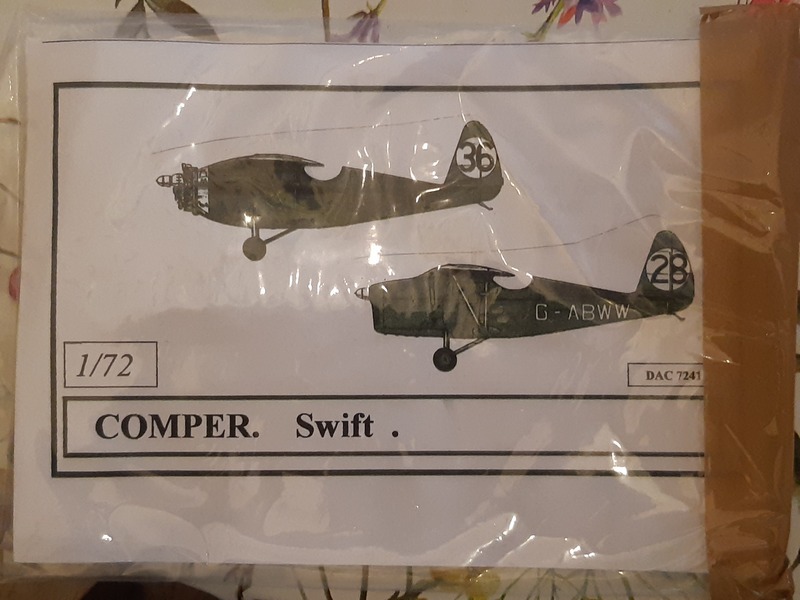 36
28
G-ABWW
1/72
DAC 7241
COMPER. Swift .